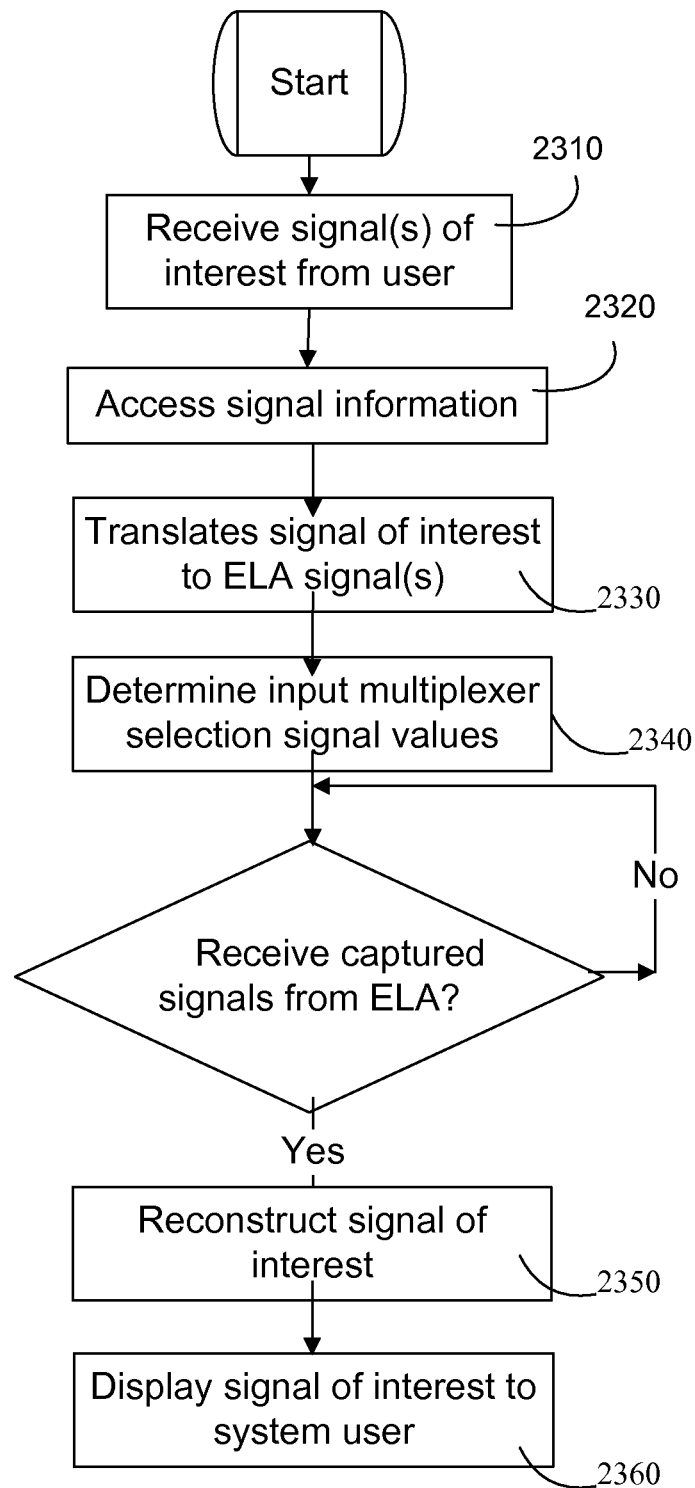 Start
2310
Receive signal(s) of
interest from user
2320
Access signal information
Translates signal of interest
to ELA signal(s)
2330
Determine input multiplexer
selection signal values
2340
No
Receive captured
signals from ELA?
Yes
Reconstruct signal of
interest
2350
Display signal of interest to
system user
2360